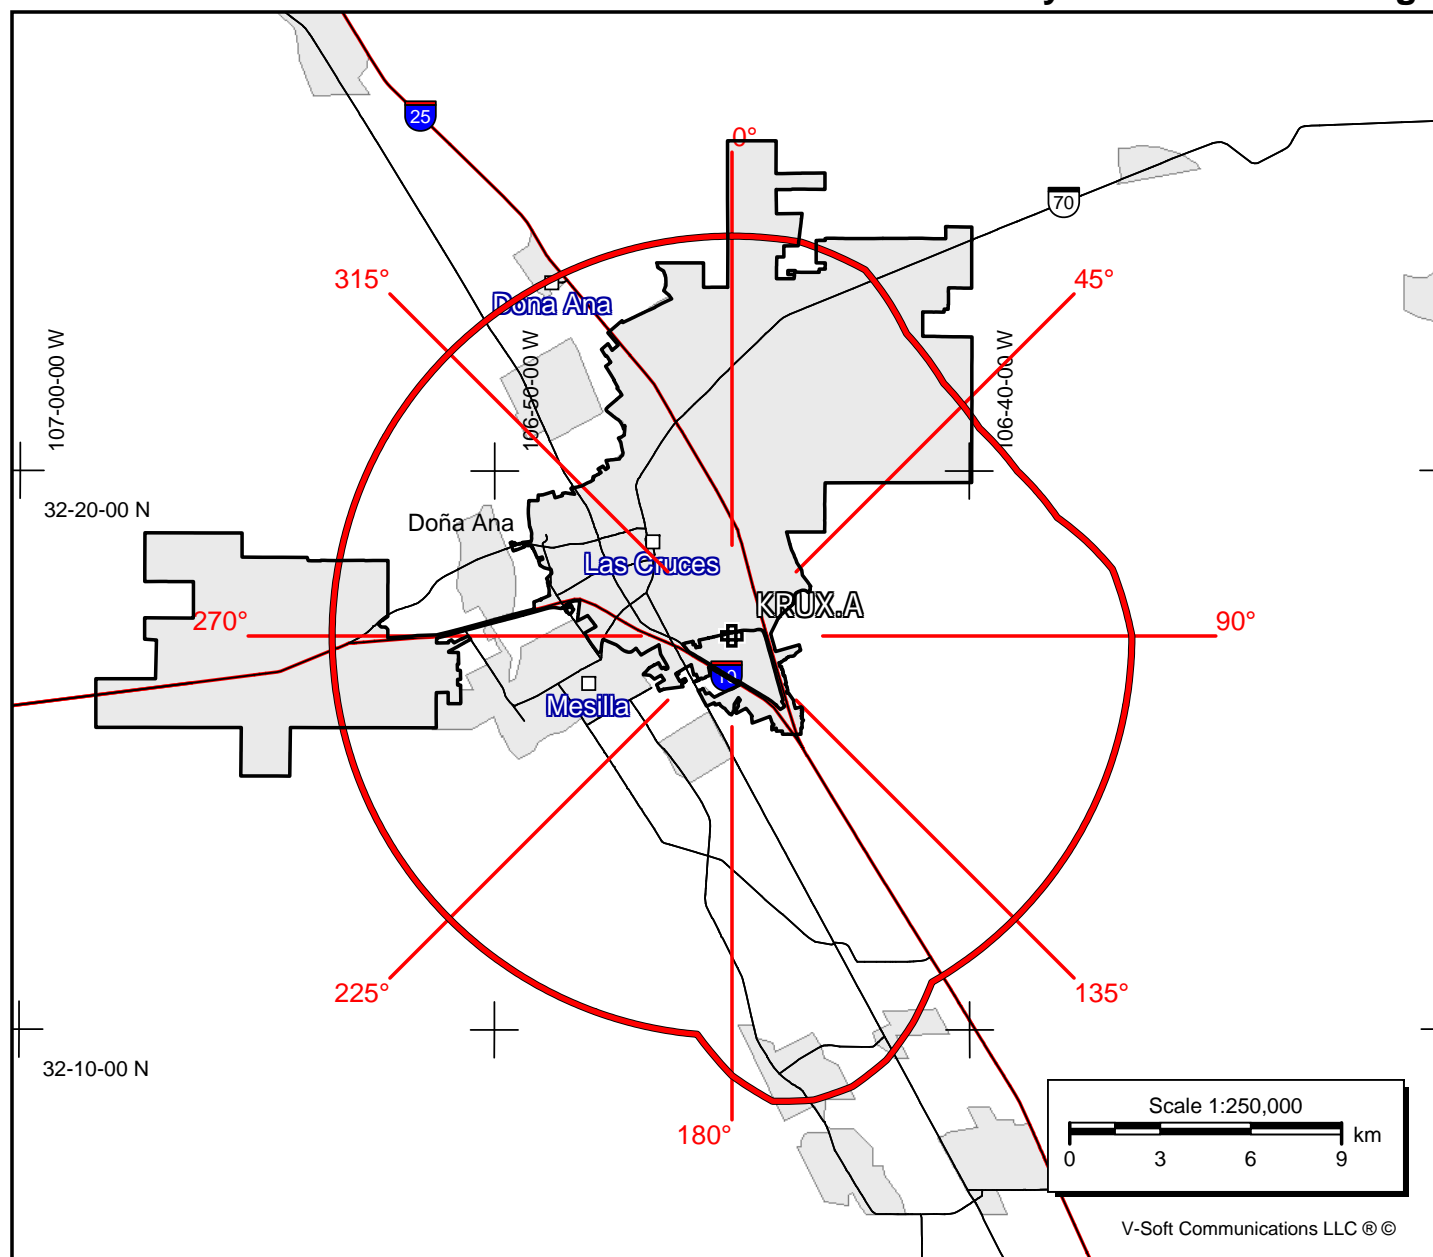 25
0°
70
315°
45°
Dona Ana
107-00-00 W
106-50-00 W
106-40-00 W
32-20-00 N
Doña Ana
Las Cruces
KRUX.A
270°
90°
10
Mesilla
225°
135°
32-10-00 N
180°
Scale 1:250,000
km
0 3 6 9
V-Soft Communications LLC ® ©